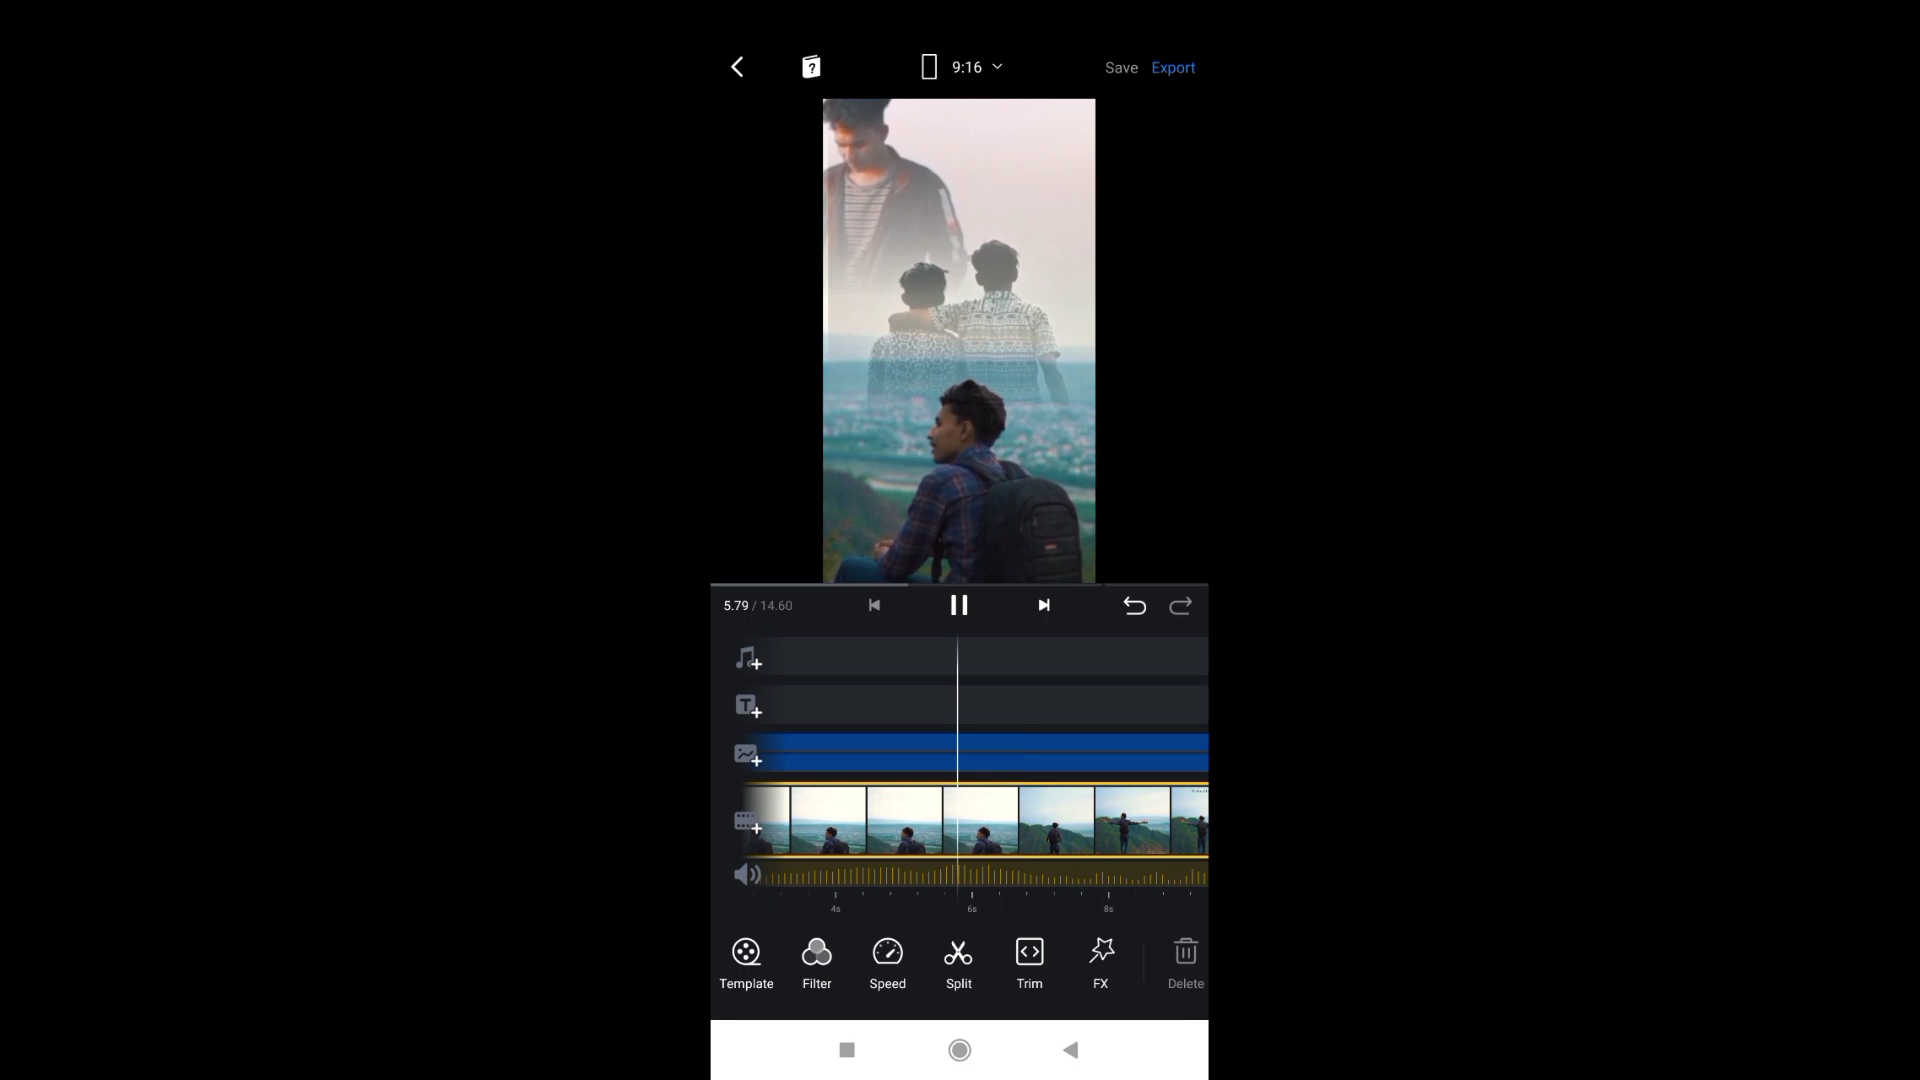 9:16 Save Export
5.79 / 14.60
4s 6s 8s
Template Filter Speed Split Trim FX Delete